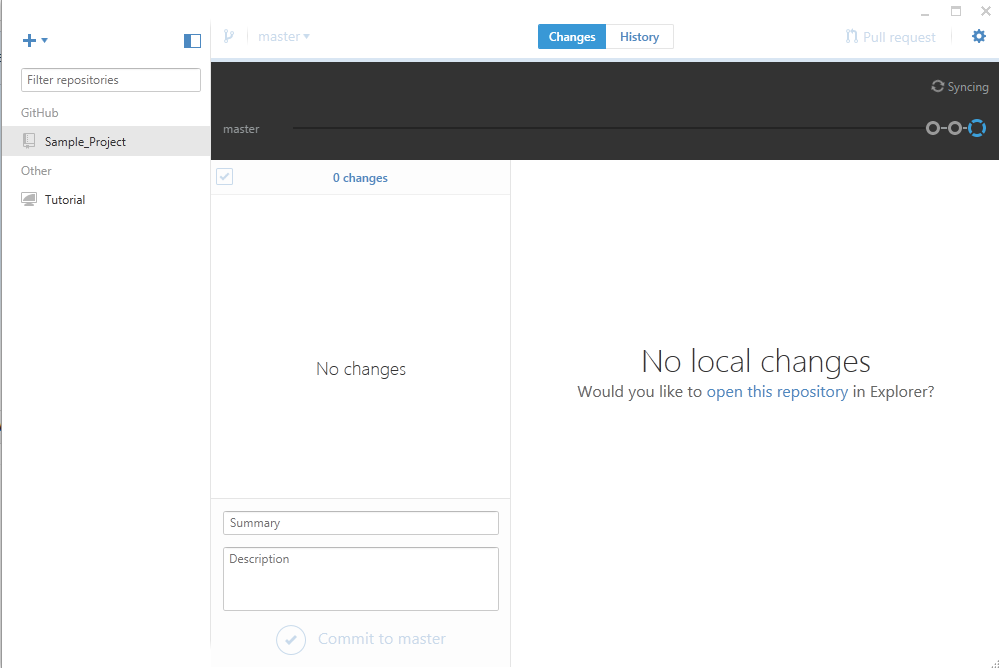 master
Changes
History
Pull request
Filter repositories
GitHub
Sample_Project
Other
Tutorial
Syncing
master
0 changes
No changes
Summary
Description
Commit to master
No local changes
Would you like to open this repository in Explorer?